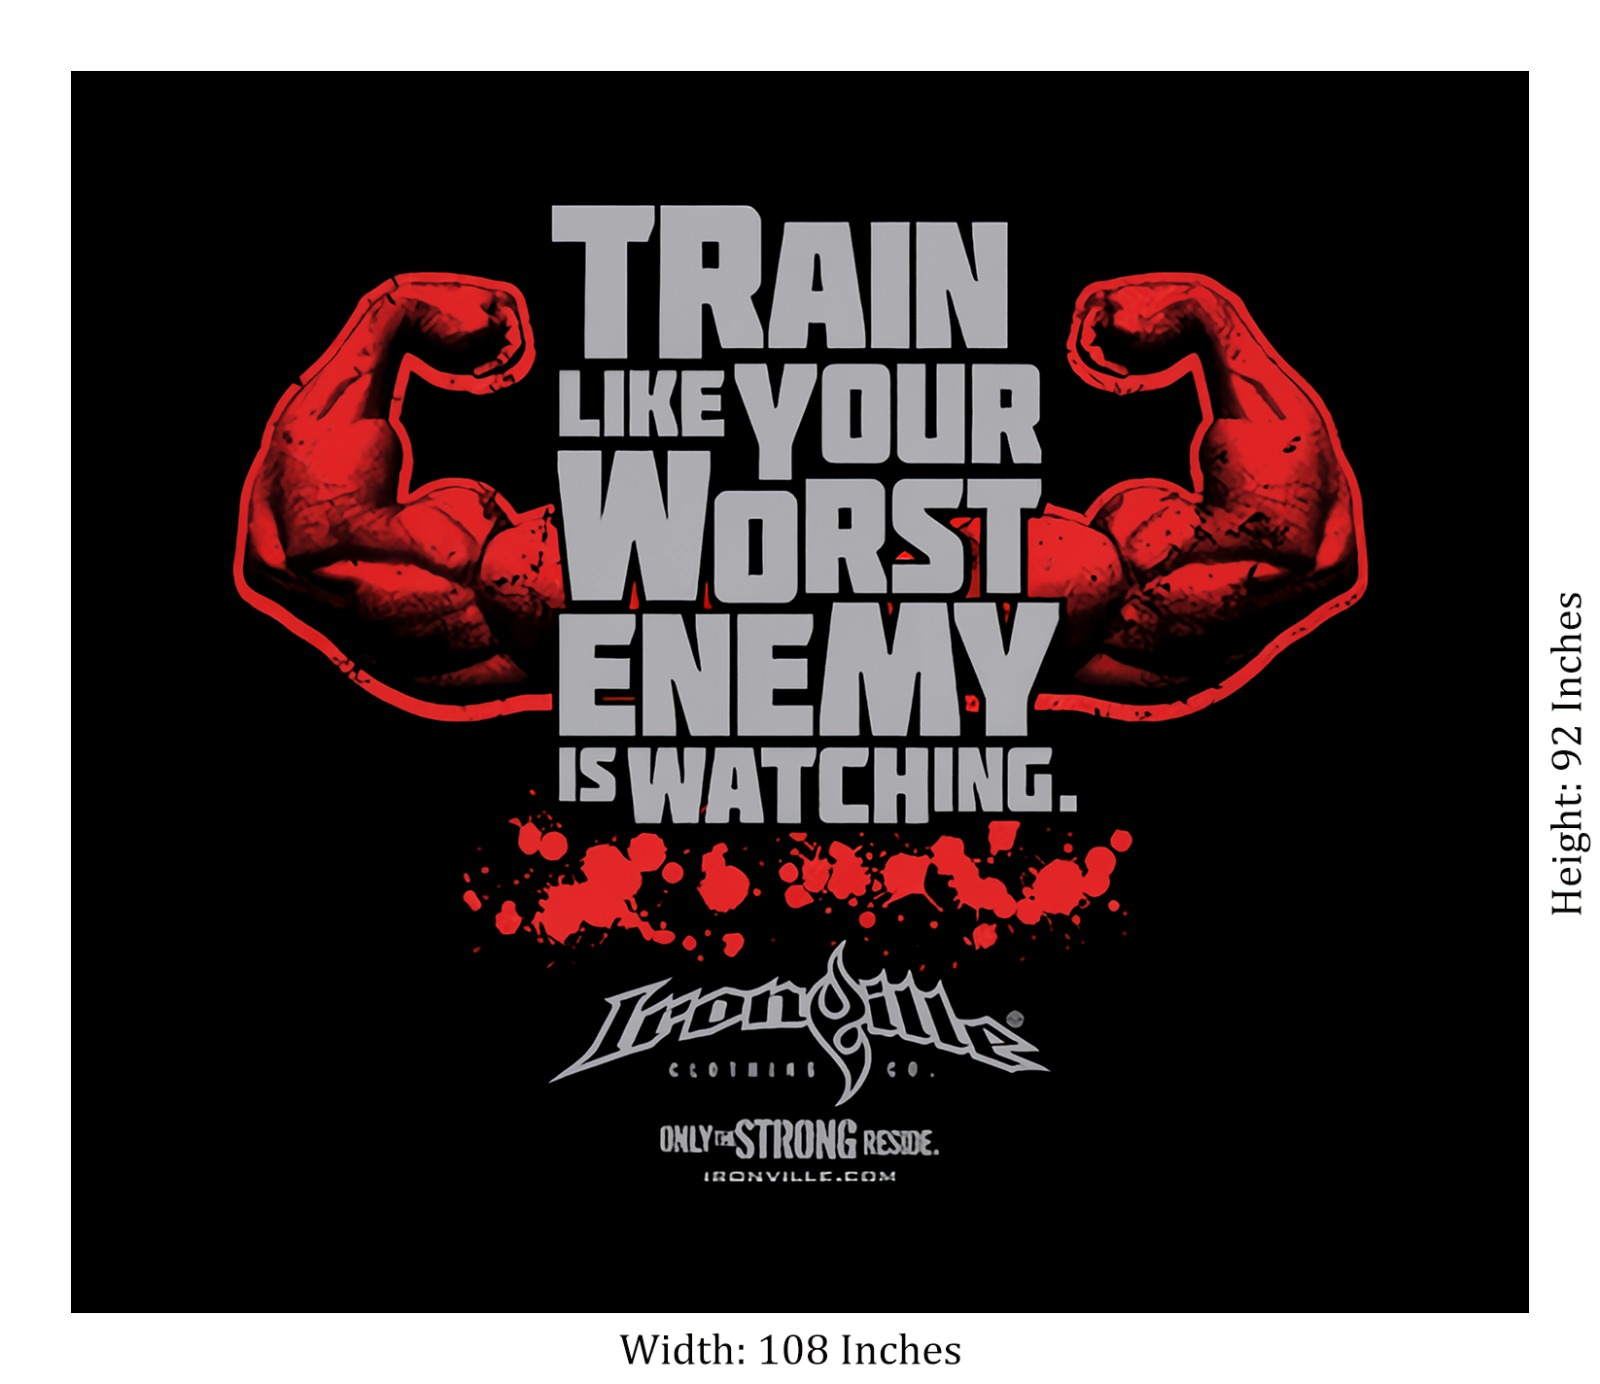 TRAIN
LIKE YOUR
WORST
ENEMY
IS WATCHING.
Ironville
CLOTHING CO.
ONLY THE STRONG RESIDE.
IRONVILLE.COM
Width: 108 Inches
Height: 92 Inches